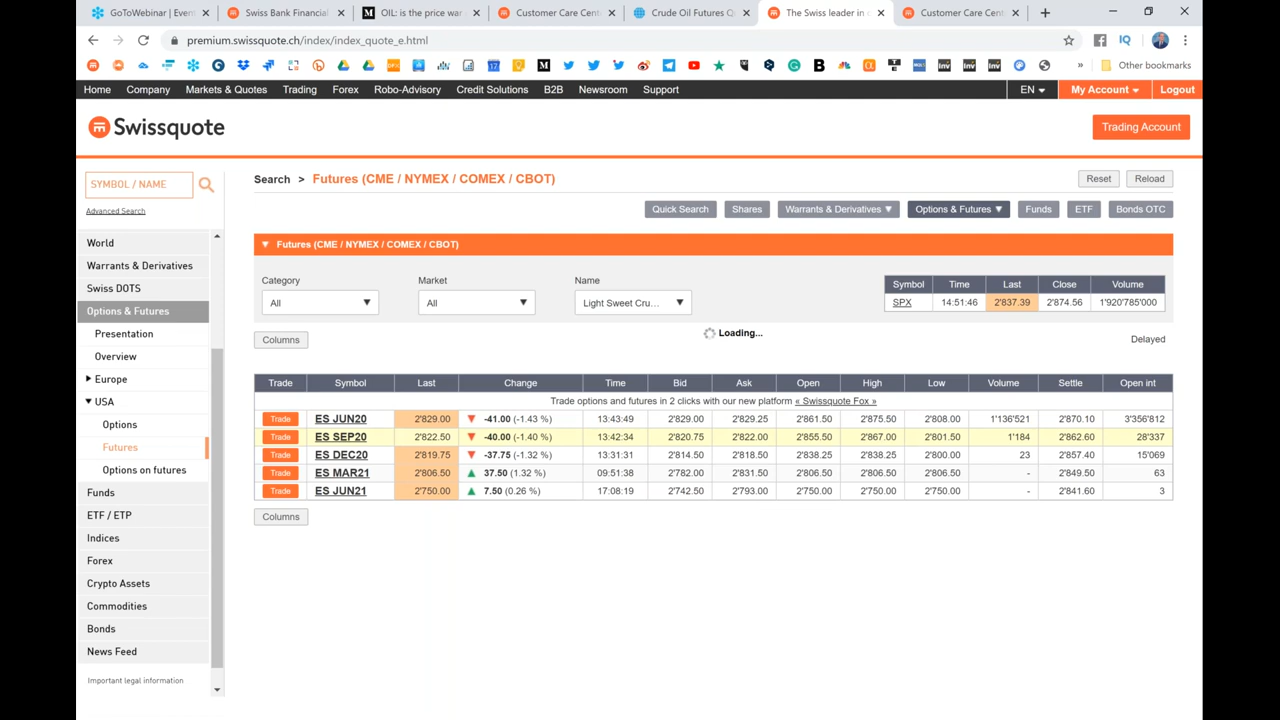 GoToWebinar | Even
Swiss Bank Financial
OIL: is the price war
Customer Care Cent
Crude Oil Futures Q
The Swiss leader in
Customer Care Cent
premium.swissquote.ch/index/index_quote_e.html
Other bookmarks
Home Company Markets & Quotes Trading Forex Robo-Advisory Credit Solutions B2B Newsroom Support EN My Account Logout
Swissquote
Trading Account
SYMBOL / NAME
Advanced Search
World
Warrants & Derivatives
Swiss DOTS
Options & Futures
Presentation
Overview
Europe
USA
Options
Futures
Options on futures
Funds
ETF / ETP
Indices
Forex
Crypto Assets
Commodities
Bonds
News Feed
Important legal information
Search > Futures (CME / NYMEX / COMEX / CBOT)
Reset Reload
Quick Search Shares Warrants & Derivatives Options & Futures Funds ETF Bonds OTC
Futures (CME / NYMEX / COMEX / CBOT)
Category Market Name
All All Light Sweet Cru...
Symbol Time Last Close Volume
SPX 14:51:46 2'837.39 2'874.56 1'920'785'000
Loading...
Columns
Delayed
Trade Symbol Last Change Time Bid Ask Open High Low Volume Settle Open int
Trade options and futures in 2 clicks with our new platform « Swissquote Fox »
Trade ES JUN20 2'829.00 -41.00 (-1.43 %) 13:43:49 2'829.00 2'829.25 2'861.50 2'875.50 2'808.00 1'136'521 2'870.10 3'356'812
Trade ES SEP20 2'822.50 -40.00 (-1.40 %) 13:42:34 2'820.75 2'822.00 2'855.50 2'867.00 2'801.50 1'184 2'862.60 28'337
Trade ES DEC20 2'819.75 -37.75 (-1.32 %) 13:31:31 2'814.50 2'818.50 2'838.25 2'838.25 2'800.00 23 2'857.40 15'069
Trade ES MAR21 2'806.50 37.50 (1.32 %) 09:51:38 2'782.00 2'831.50 2'806.50 2'806.50 2'806.50 - 2'849.50 63
Trade ES JUN21 2'750.00 7.50 (0.26 %) 17:08:19 2'742.50 2'793.00 2'750.00 2'750.00 2'750.00 - 2'841.60 3
Columns